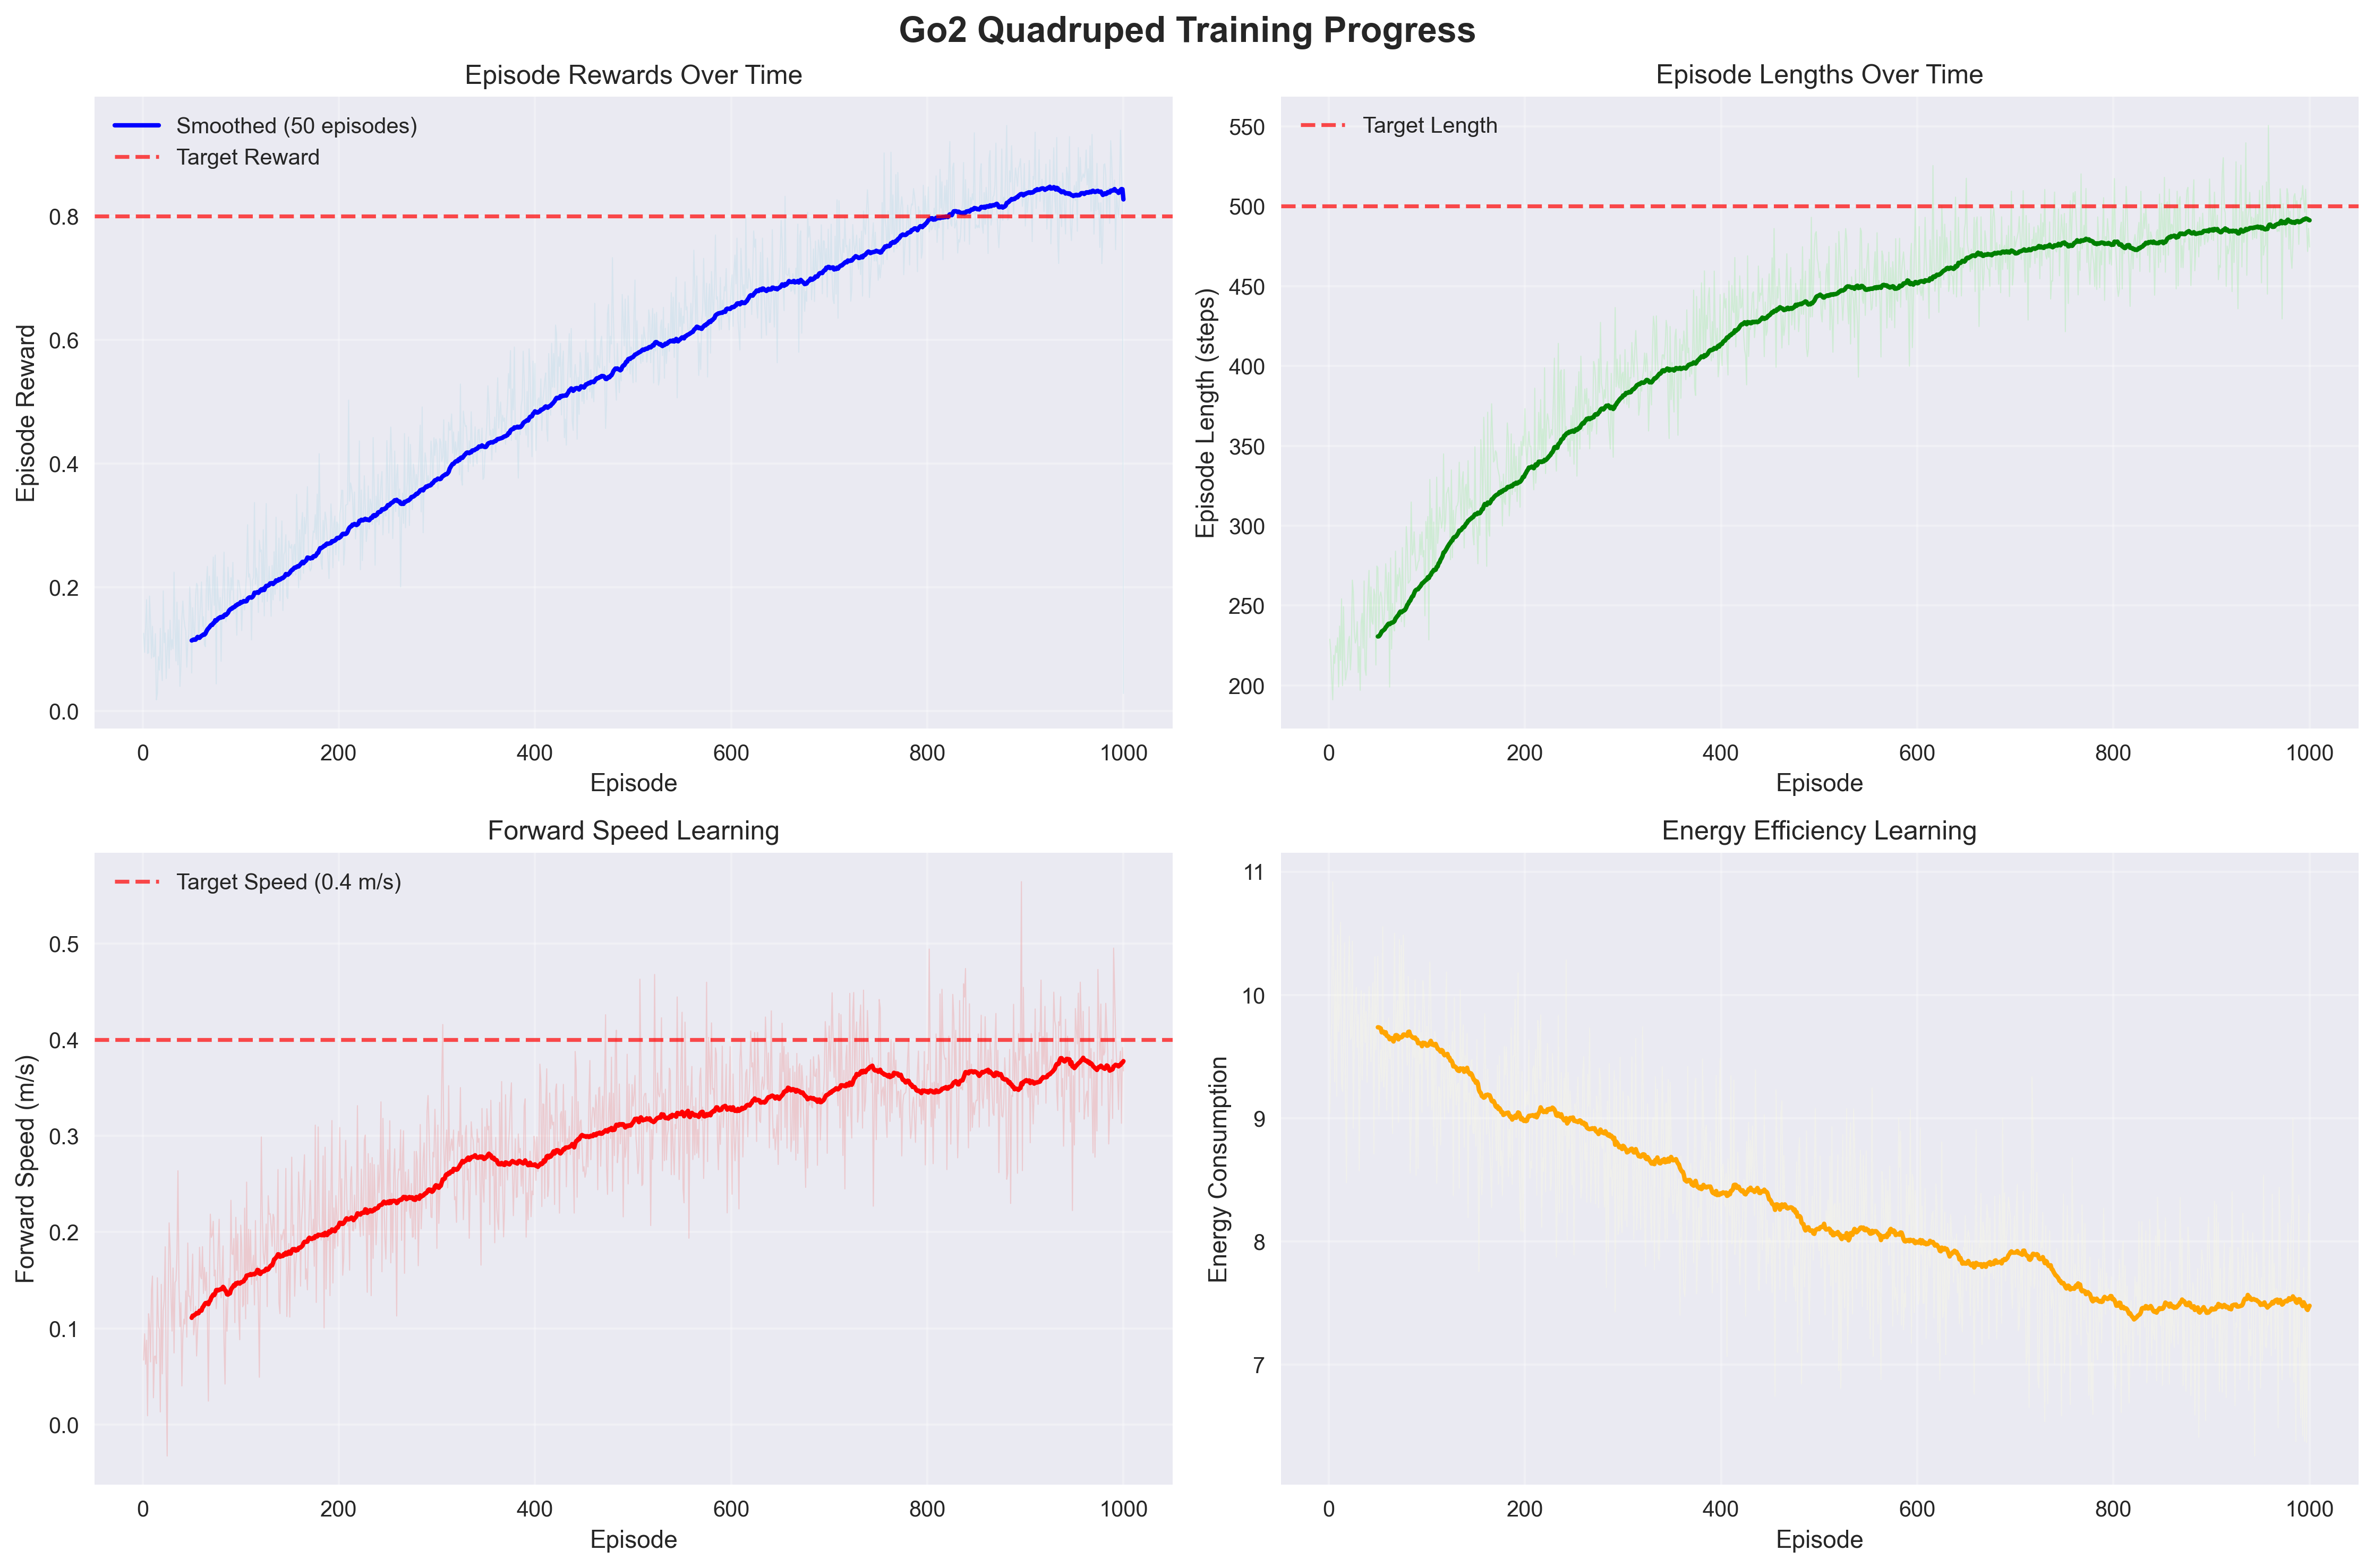 Go2 Quadruped Training Progress
Episode Rewards Over Time
Smoothed (50 episodes)
Target Reward
0.8
0.6
0.4
0.2
0.0
Episode Reward
0 200 400 600 800 1000
Episode
Episode Lengths Over Time
Target Length
550
500
450
400
350
300
250
200
Episode Length (steps)
0 200 400 600 800 1000
Episode
Forward Speed Learning
Target Speed (0.4 m/s)
0.5
0.4
0.3
0.2
0.1
0.0
Forward Speed (m/s)
0 200 400 600 800 1000
Episode
Energy Efficiency Learning
11
10
9
8
7
Energy Consumption
0 200 400 600 800 1000
Episode